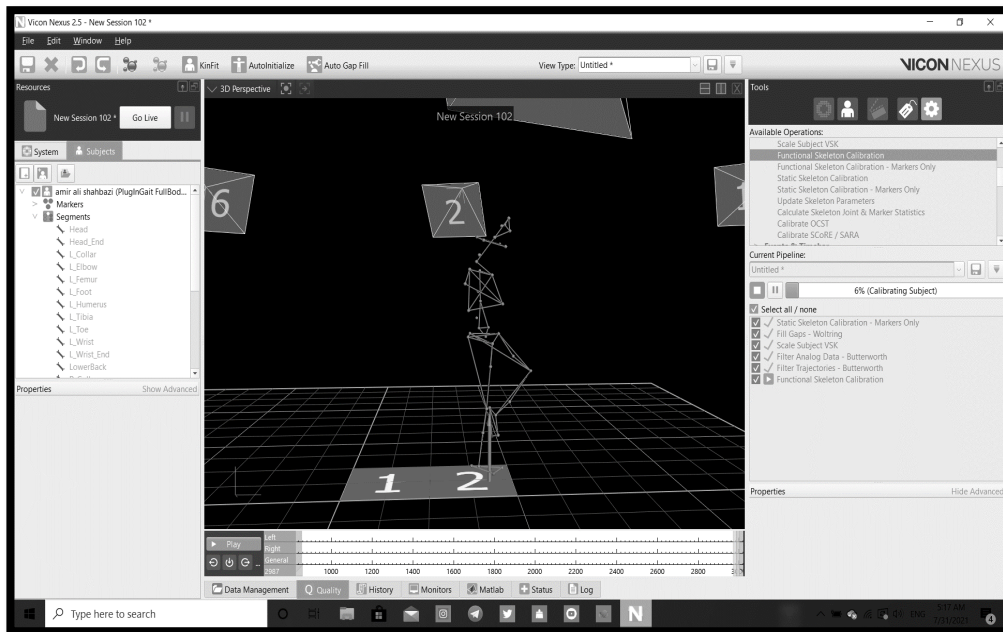 Vicon Nexus 2.5 - New Session 102 *
File Edit Window Help
KinFit AutoInitialize Auto Gap Fill View Type: Untitled * VICON NEXUS
Resources
3D Perspective
Tools
New Session 102 * Go Live
New Session 102
System Subjects
amir ali shahbazi (PlugInGait FullBod...
Markers
Segments
Head
Head_End
L_Collar
L_Elbow
L_Femur
L_Foot
L_Humerus
L_Tibia
L_Toe
L_Wrist
L_Wrist_End
LowerBack
Properties Show Advanced
6
2
1
1 2
Available Operations:
Scale Subject VSK
Functional Skeleton Calibration
Functional Skeleton Calibration - Markers Only
Static Skeleton Calibration
Static Skeleton Calibration - Markers Only
Update Skeleton Parameters
Calculate Skeleton Joint & Marker Statistics
Calibrate OCST
Calibrate SCoRE / SARA
Current Pipeline:
Untitled *
6% (Calibrating Subject)
Select all / none
Static Skeleton Calibration - Markers Only
Fill Gaps - Woltring
Scale Subject VSK
Filter Analog Data - Butterworth
Filter Trajectories - Butterworth
Functional Skeleton Calibration
Properties Hide Advanced
Play
Left
Right
General
2987 1000 1200 1400 1600 1800 2000 2200 2400 2600 2800
Data Management Quality History Monitors Matlab Status Log
Type here to search
ENG
5:17 AM
7/31/2021
4